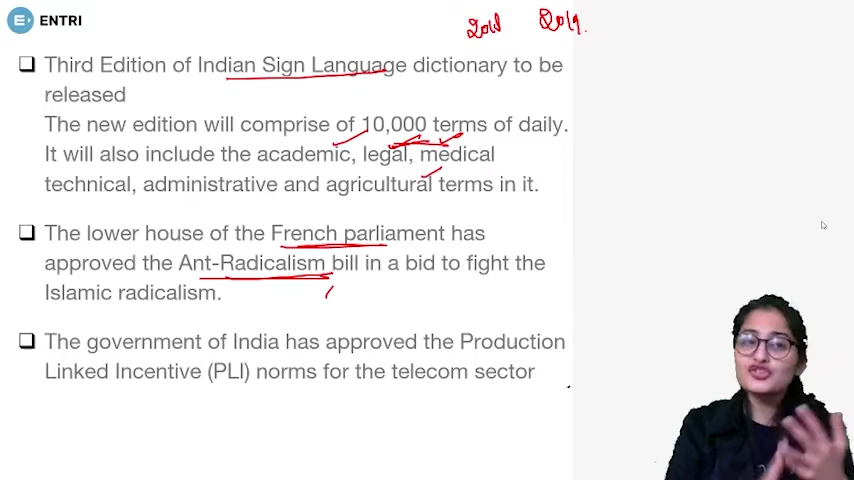 ENTRI
2018 2019.
Third Edition of Indian Sign Language dictionary to be
released
The new edition will comprise of 10,000 terms of daily.
It will also include the academic, legal, medical
technical, administrative and agricultural terms in it.
The lower house of the French parliament has
approved the Ant-Radicalism bill in a bid to fight the
Islamic radicalism.
The government of India has approved the Production
Linked Incentive (PLI) norms for the telecom sector